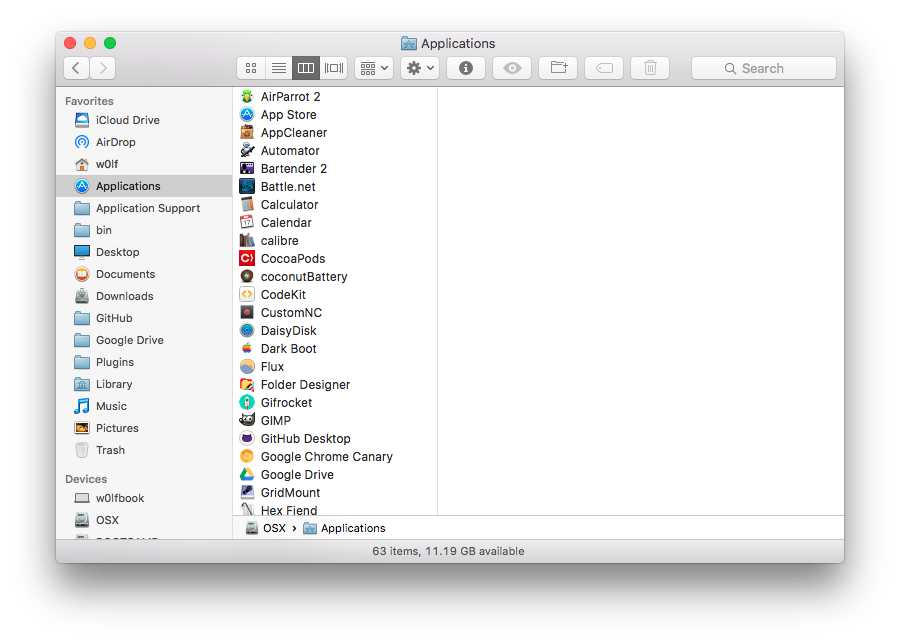 Applications
Search
Favorites
iCloud Drive
AirDrop
w0lf
Applications
Application Support
bin
Desktop
Documents
Downloads
GitHub
Google Drive
Plugins
Library
Music
Pictures
Trash
Devices
w0lfbook
OSX
AirParrot 2
App Store
AppCleaner
Automator
Bartender 2
Battle.net
Calculator
Calendar
calibre
CocoaPods
coconutBattery
CodeKit
CustomNC
DaisyDisk
Dark Boot
Flux
Folder Designer
Gifrocket
GIMP
GitHub Desktop
Google Chrome Canary
Google Drive
GridMount
Hex Fiend
OSX › Applications
63 items, 11.19 GB available